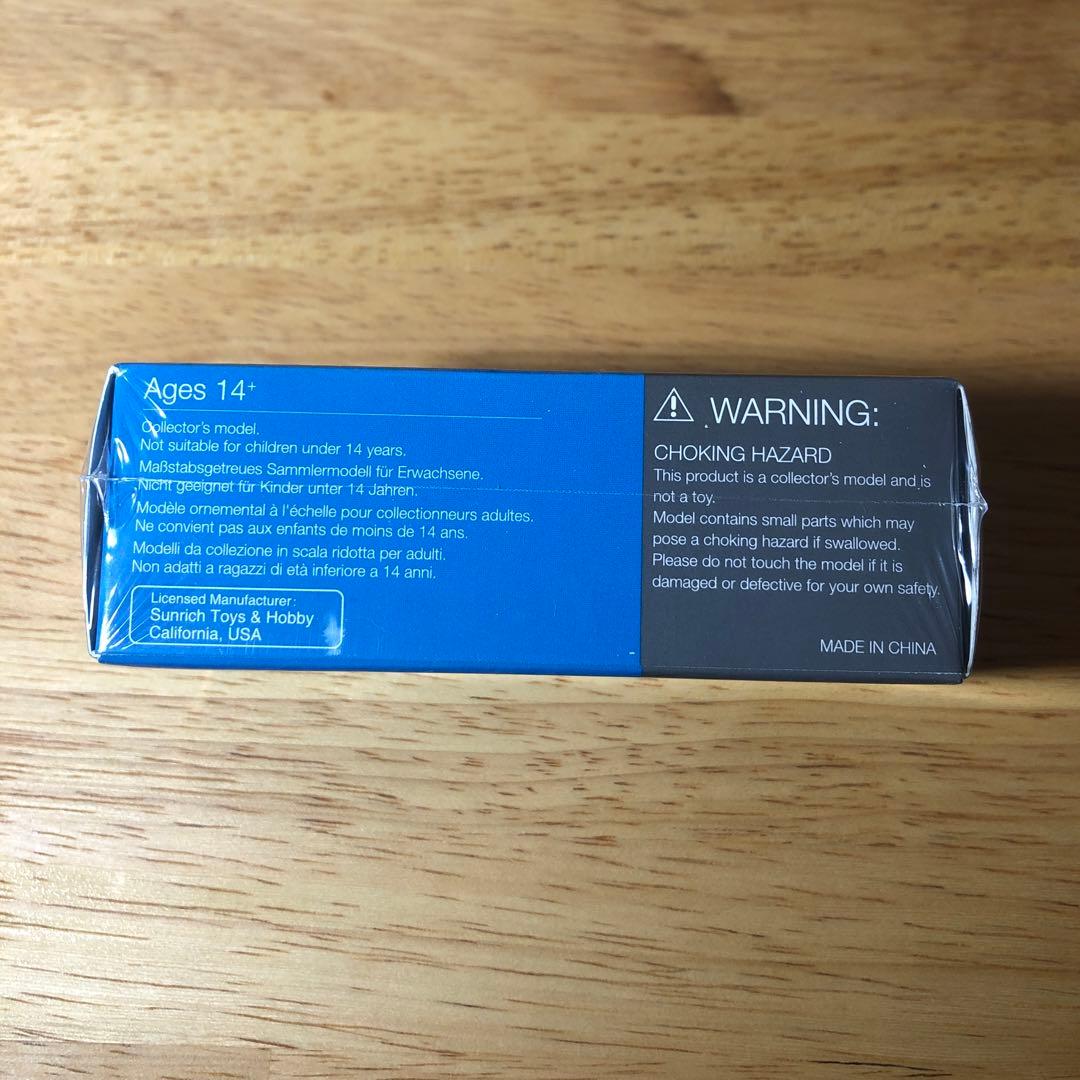 Ages 14+
Collector's model.
Not suitable for children under 14 years.
Maßstabsgetreues Sammlermodell für Erwachsene.
Nicht geeignet für Kinder unter 14 Jahren.
Modèle ornemental à l'échelle pour collectionneurs adultes.
Ne convient pas aux enfants de moins de 14 ans.
Modelli da collezione in scala ridotta per adulti.
Non adatti a ragazzi di età inferiore a 14 anni.
Licensed Manufacturer:
Sunrich Toys & Hobby
California, USA
WARNING:
CHOKING HAZARD
This product is a collector's model and is
not a toy.
Model contains small parts which may
pose a choking hazard if swallowed.
Please do not touch the model if it is
damaged or defective for your own safety.
MADE IN CHINA